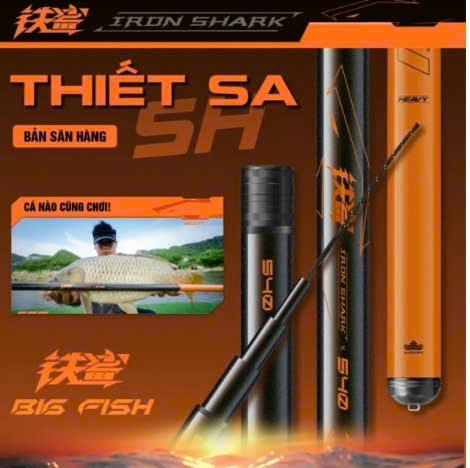 铁鲨 IRON SHARK
THIẾT SA
SH
BẢN SĂN HÀNG
HEAVY
CÁ NÀO CŨNG CHƠI!
540
铁鲨
IRON SHARK
540
铁鲨
BIG FISH